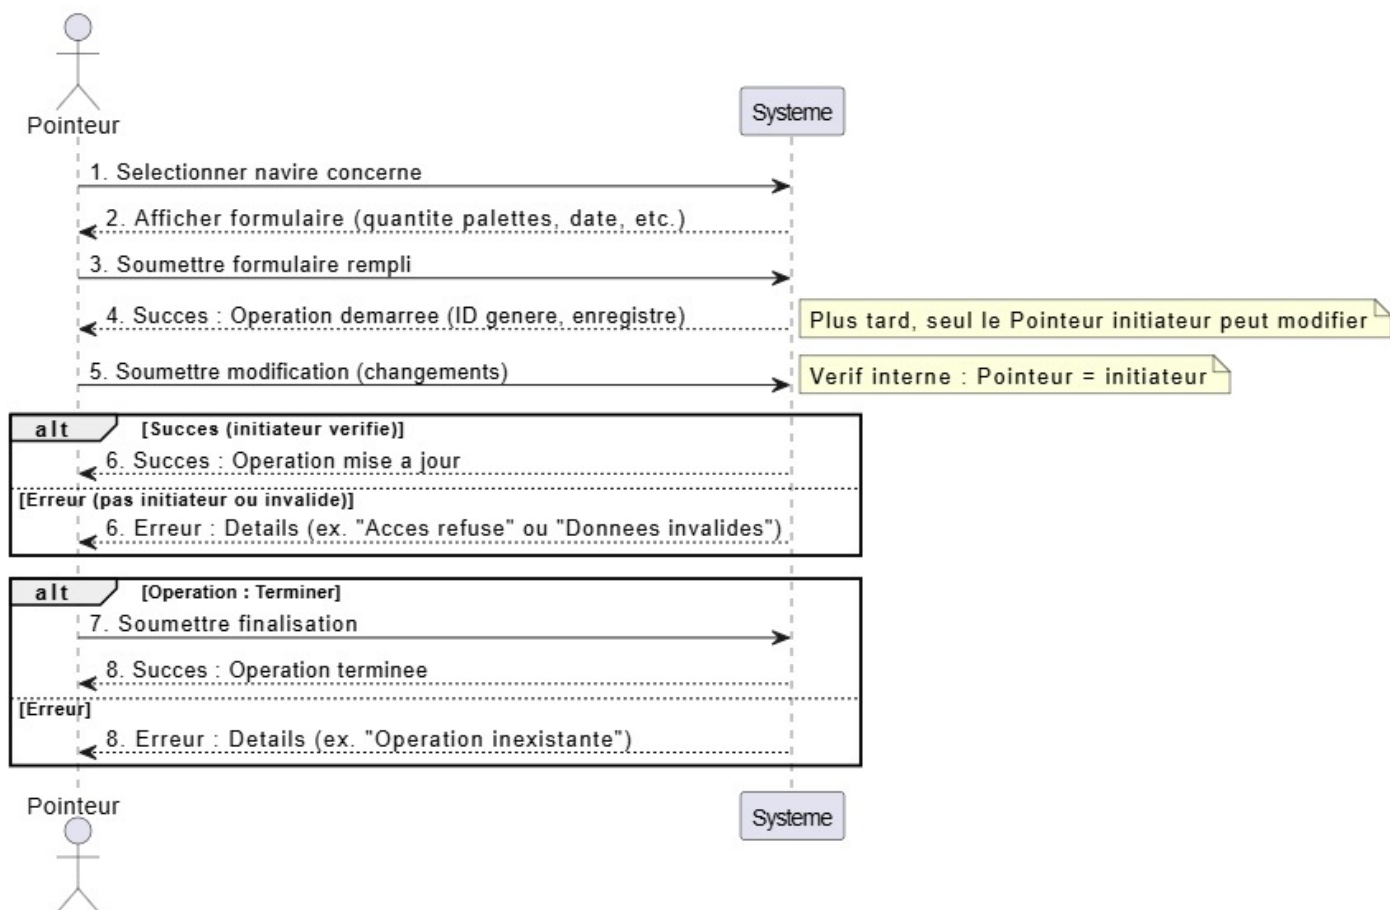 Pointeur
Systeme
1. Selectionner navire concerne
2. Afficher formulaire (quantite palettes, date, etc.)
3. Soumettre formulaire rempli
4. Succes : Operation demarree (ID genere, enregistre)
Plus tard, seul le Pointeur initiateur peut modifier
5. Soumettre modification (changements)
Verif interne : Pointeur = initiateur
alt
[Succes (initiateur verifie)]
6. Succes : Operation mise a jour
[Erreur (pas initiateur ou invalide)]
6. Erreur : Details (ex. "Acces refuse" ou "Donnees invalides")
alt
[Operation : Terminer]
7. Soumettre finalisation
8. Succes : Operation terminee
[Erreur]
8. Erreur : Details (ex. "Operation inexistante")
Pointeur
Systeme